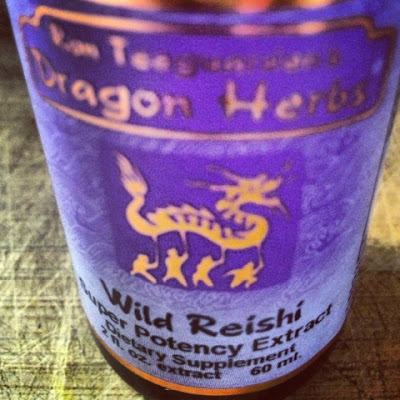 Ron Teeguarden's
Dragon Herbs
Wild Reishi
Super Potency Extract
Dietary Supplement
2 fl. oz. extract 60 ml.